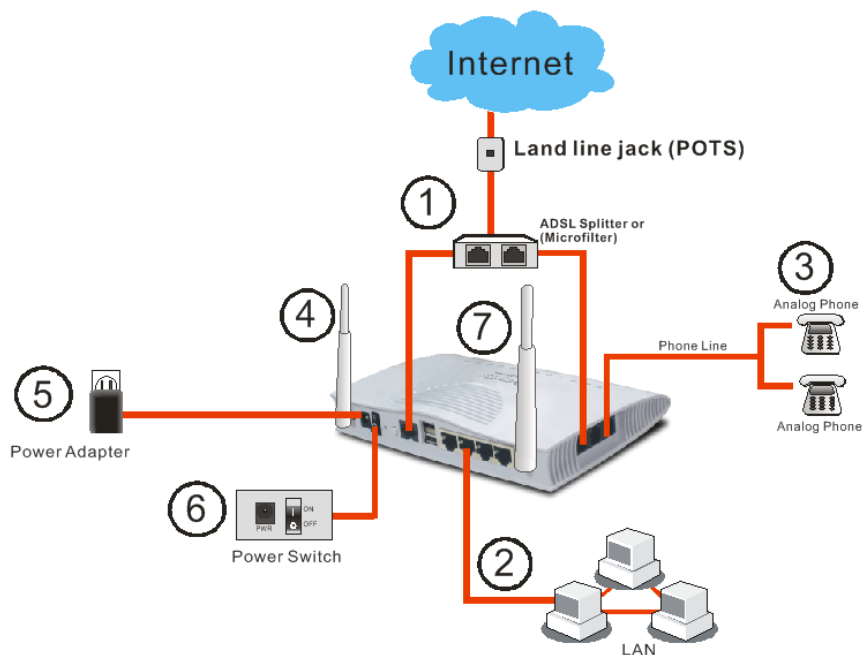 Internet
Land line jack (POTS)
1
ADSL Splitter or
(Microfilter)
3
Analog Phone
4
7
Phone Line
5
Analog Phone
Power Adapter
6
PWR
ON
OFF
Power Switch
2
LAN